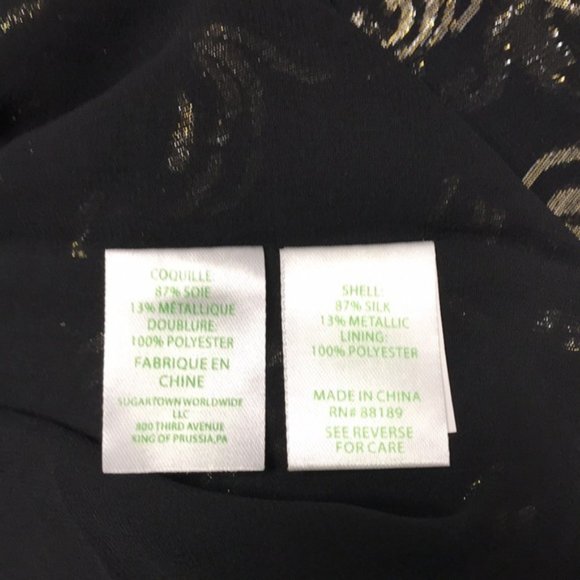 COQUILLE
87% SOIE
13% MÉTALLIQUE
DOUBLURE:
100% POLYESTER
FABRIQUE EN
CHINE
SUGARTOWN WORLDWIDE
LLC
800 THIRD AVENUE
KING OF PRUSSIA,PA
SHELL:
87% SILK
13% METALLIC
LINING:
100% POLYESTER
MADE IN CHINA
RN# 88189
SEE REVERSE
FOR CARE